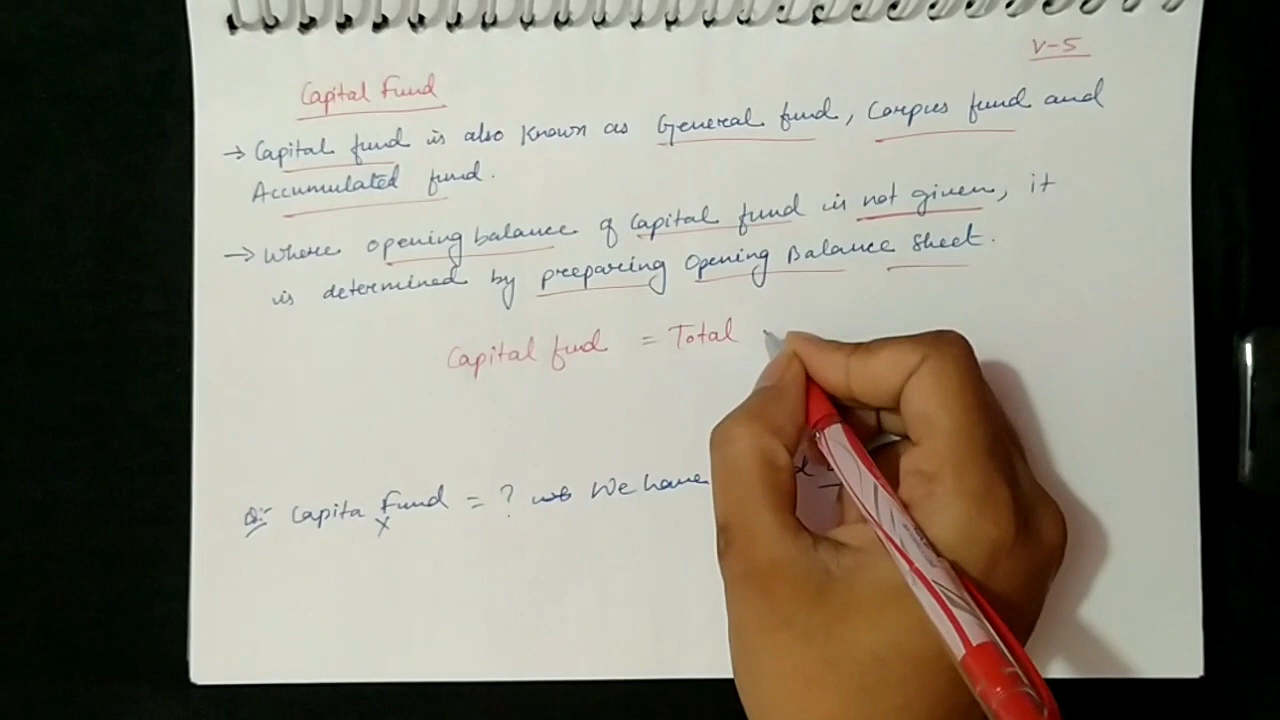 V-5
Capital Fund
→ Capital fund is also known as General fund, Corpus fund and
Accumulated fund.
→ Where opening balance of Capital fund is not given, it
is determined by preparing Opening Balance Sheet.
Capital fud = Total
Q:- Capita Fund = ? We have